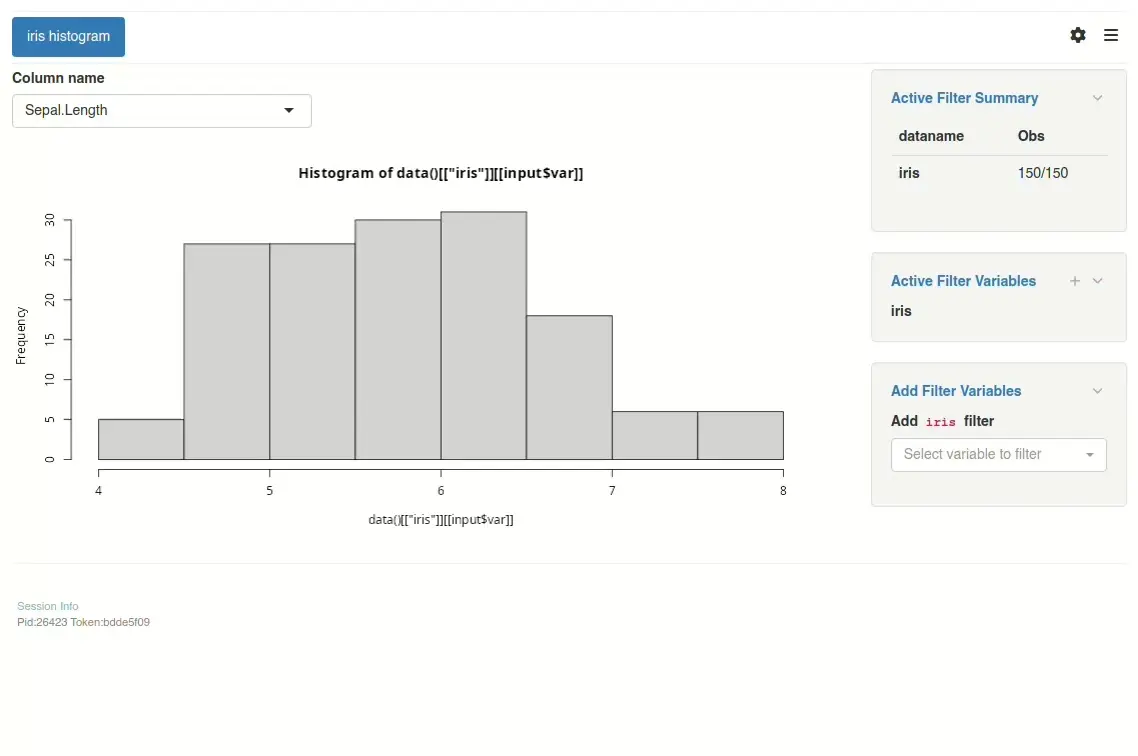 iris histogram
Column name
Sepal.Length
Histogram of data()[["iris"]][[input$var]]
Frequency
30
25
20
15
10
5
0
4 5 6 7 8
data()[["iris"]][[input$var]]
Active Filter Summary
dataname Obs
iris 150/150
Active Filter Variables
iris
Add Filter Variables
Add iris filter
Select variable to filter
Session Info
Pid:26423 Token:bdde5f09